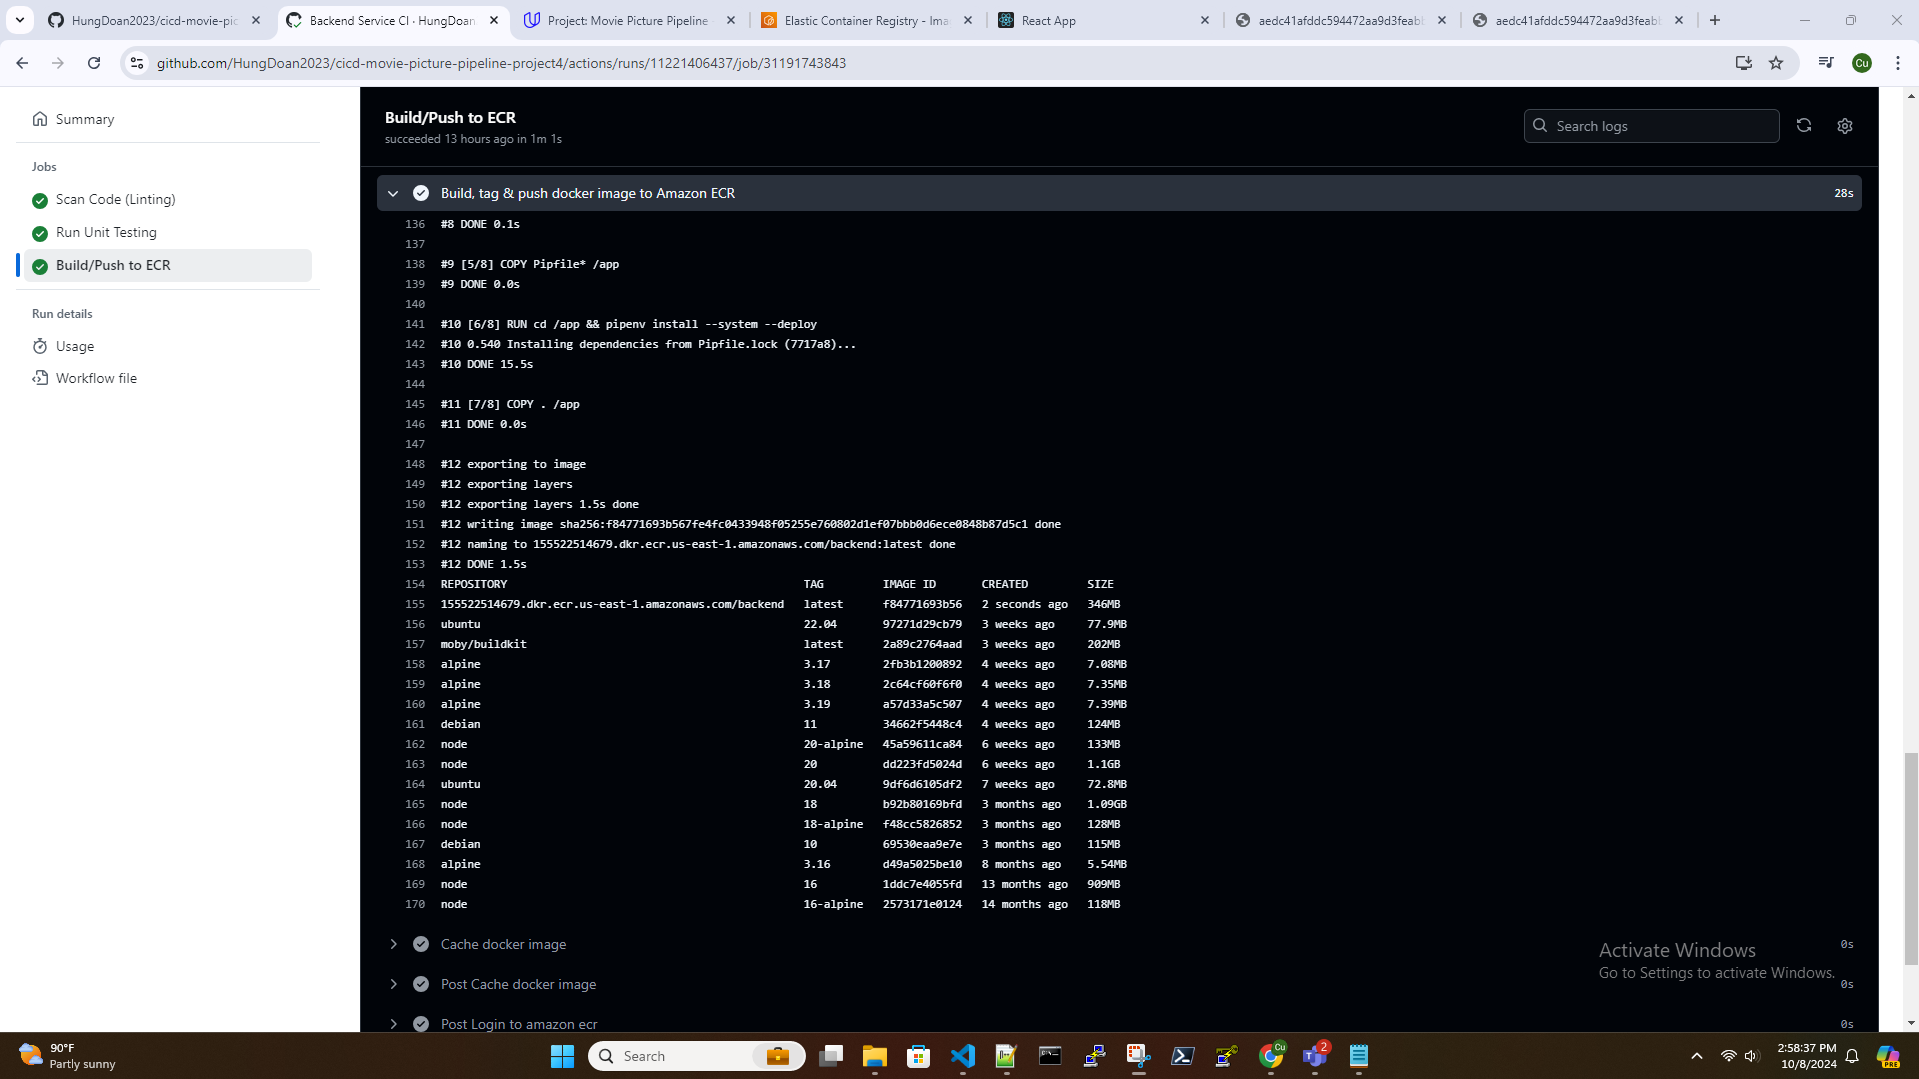 HungDoan2023/cicd-movie-pic
Backend Service CI · HungDoan
Project: Movie Picture Pipeline
Elastic Container Registry - Ima
React App
aedc41afddc594472aa9d3feabb
aedc41afddc594472aa9d3feabb
github.com/HungDoan2023/cicd-movie-picture-pipeline-project4/actions/runs/11221406437/job/31191743843
Cu
Summary
Jobs
Scan Code (Linting)
Run Unit Testing
Build/Push to ECR
Run details
Usage
Workflow file
Build/Push to ECR
succeeded 13 hours ago in 1m 1s
Search logs
Build, tag & push docker image to Amazon ECR 28s
136 #8 DONE 0.1s
137
138 #9 [5/8] COPY Pipfile* /app
139 #9 DONE 0.0s
140
141 #10 [6/8] RUN cd /app && pipenv install --system --deploy
142 #10 0.540 Installing dependencies from Pipfile.lock (7717a8)...
143 #10 DONE 15.5s
144
145 #11 [7/8] COPY . /app
146 #11 DONE 0.0s
147
148 #12 exporting to image
149 #12 exporting layers
150 #12 exporting layers 1.5s done
151 #12 writing image sha256:f84771693b567fe4fc0433948f05255e760802d1ef07bbb0d6ece0848b87d5c1 done
152 #12 naming to 155522514679.dkr.ecr.us-east-1.amazonaws.com/backend:latest done
153 #12 DONE 1.5s
154 REPOSITORY TAG IMAGE ID CREATED SIZE
155 155522514679.dkr.ecr.us-east-1.amazonaws.com/backend latest f84771693b56 2 seconds ago 346MB
156 ubuntu 22.04 97271d29cb79 3 weeks ago 77.9MB
157 moby/buildkit latest 2a89c2764aad 3 weeks ago 202MB
158 alpine 3.17 2fb3b1200892 4 weeks ago 7.08MB
159 alpine 3.18 2c64cf60f6f0 4 weeks ago 7.35MB
160 alpine 3.19 a57d33a5c507 4 weeks ago 7.39MB
161 debian 11 34662f5448c4 4 weeks ago 124MB
162 node 20-alpine 45a59611ca84 6 weeks ago 133MB
163 node 20 dd223fd5024d 6 weeks ago 1.1GB
164 ubuntu 20.04 9df6d6105df2 7 weeks ago 72.8MB
165 node 18 b92b80169bfd 3 months ago 1.09GB
166 node 18-alpine f48cc5826852 3 months ago 128MB
167 debian 10 69530eaa9e7e 3 months ago 115MB
168 alpine 3.16 d49a5025be10 8 months ago 5.54MB
169 node 16 1ddc7e4055fd 13 months ago 909MB
170 node 16-alpine 2573171e0124 14 months ago 118MB
Cache docker image 0s
Post Cache docker image 0s
Post Login to amazon ecr 0s
Activate Windows
Go to Settings to activate Windows.
90°F
Partly sunny
Search
Cu
2
2:58:37 PM
10/8/2024
PRE